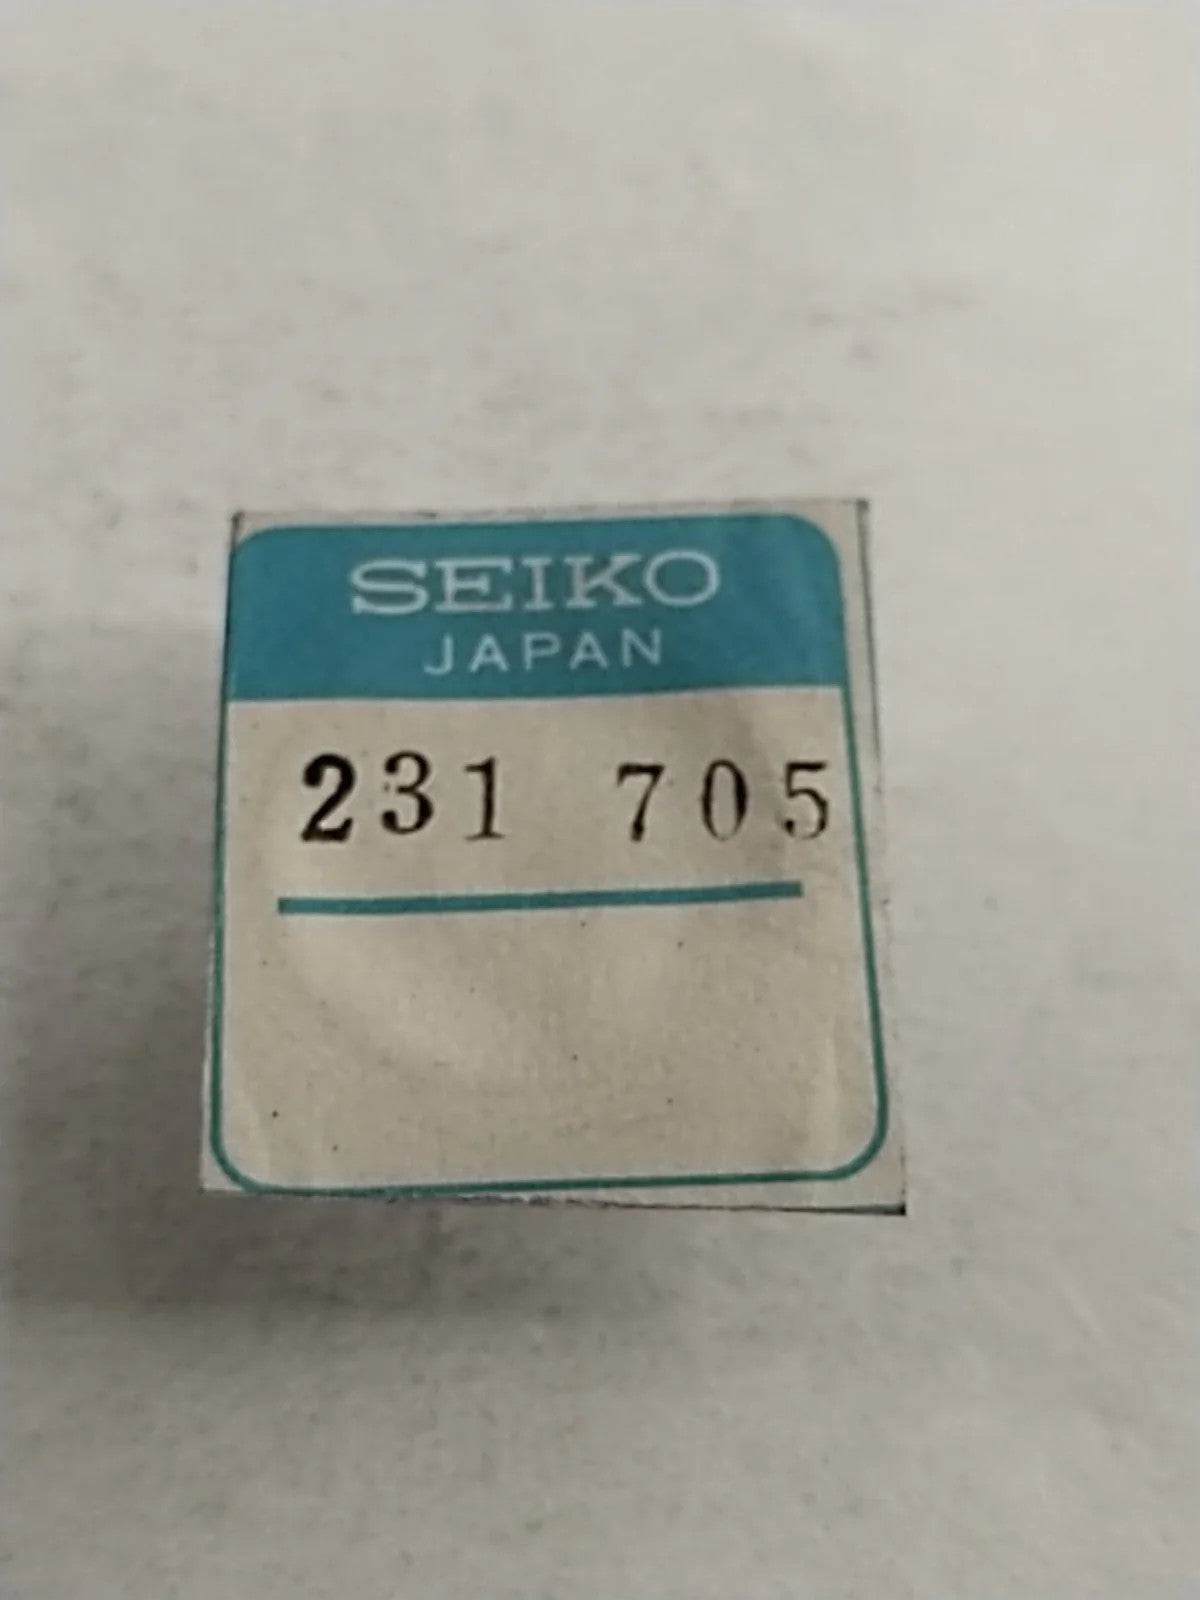 SEIKO
JAPAN
231 705